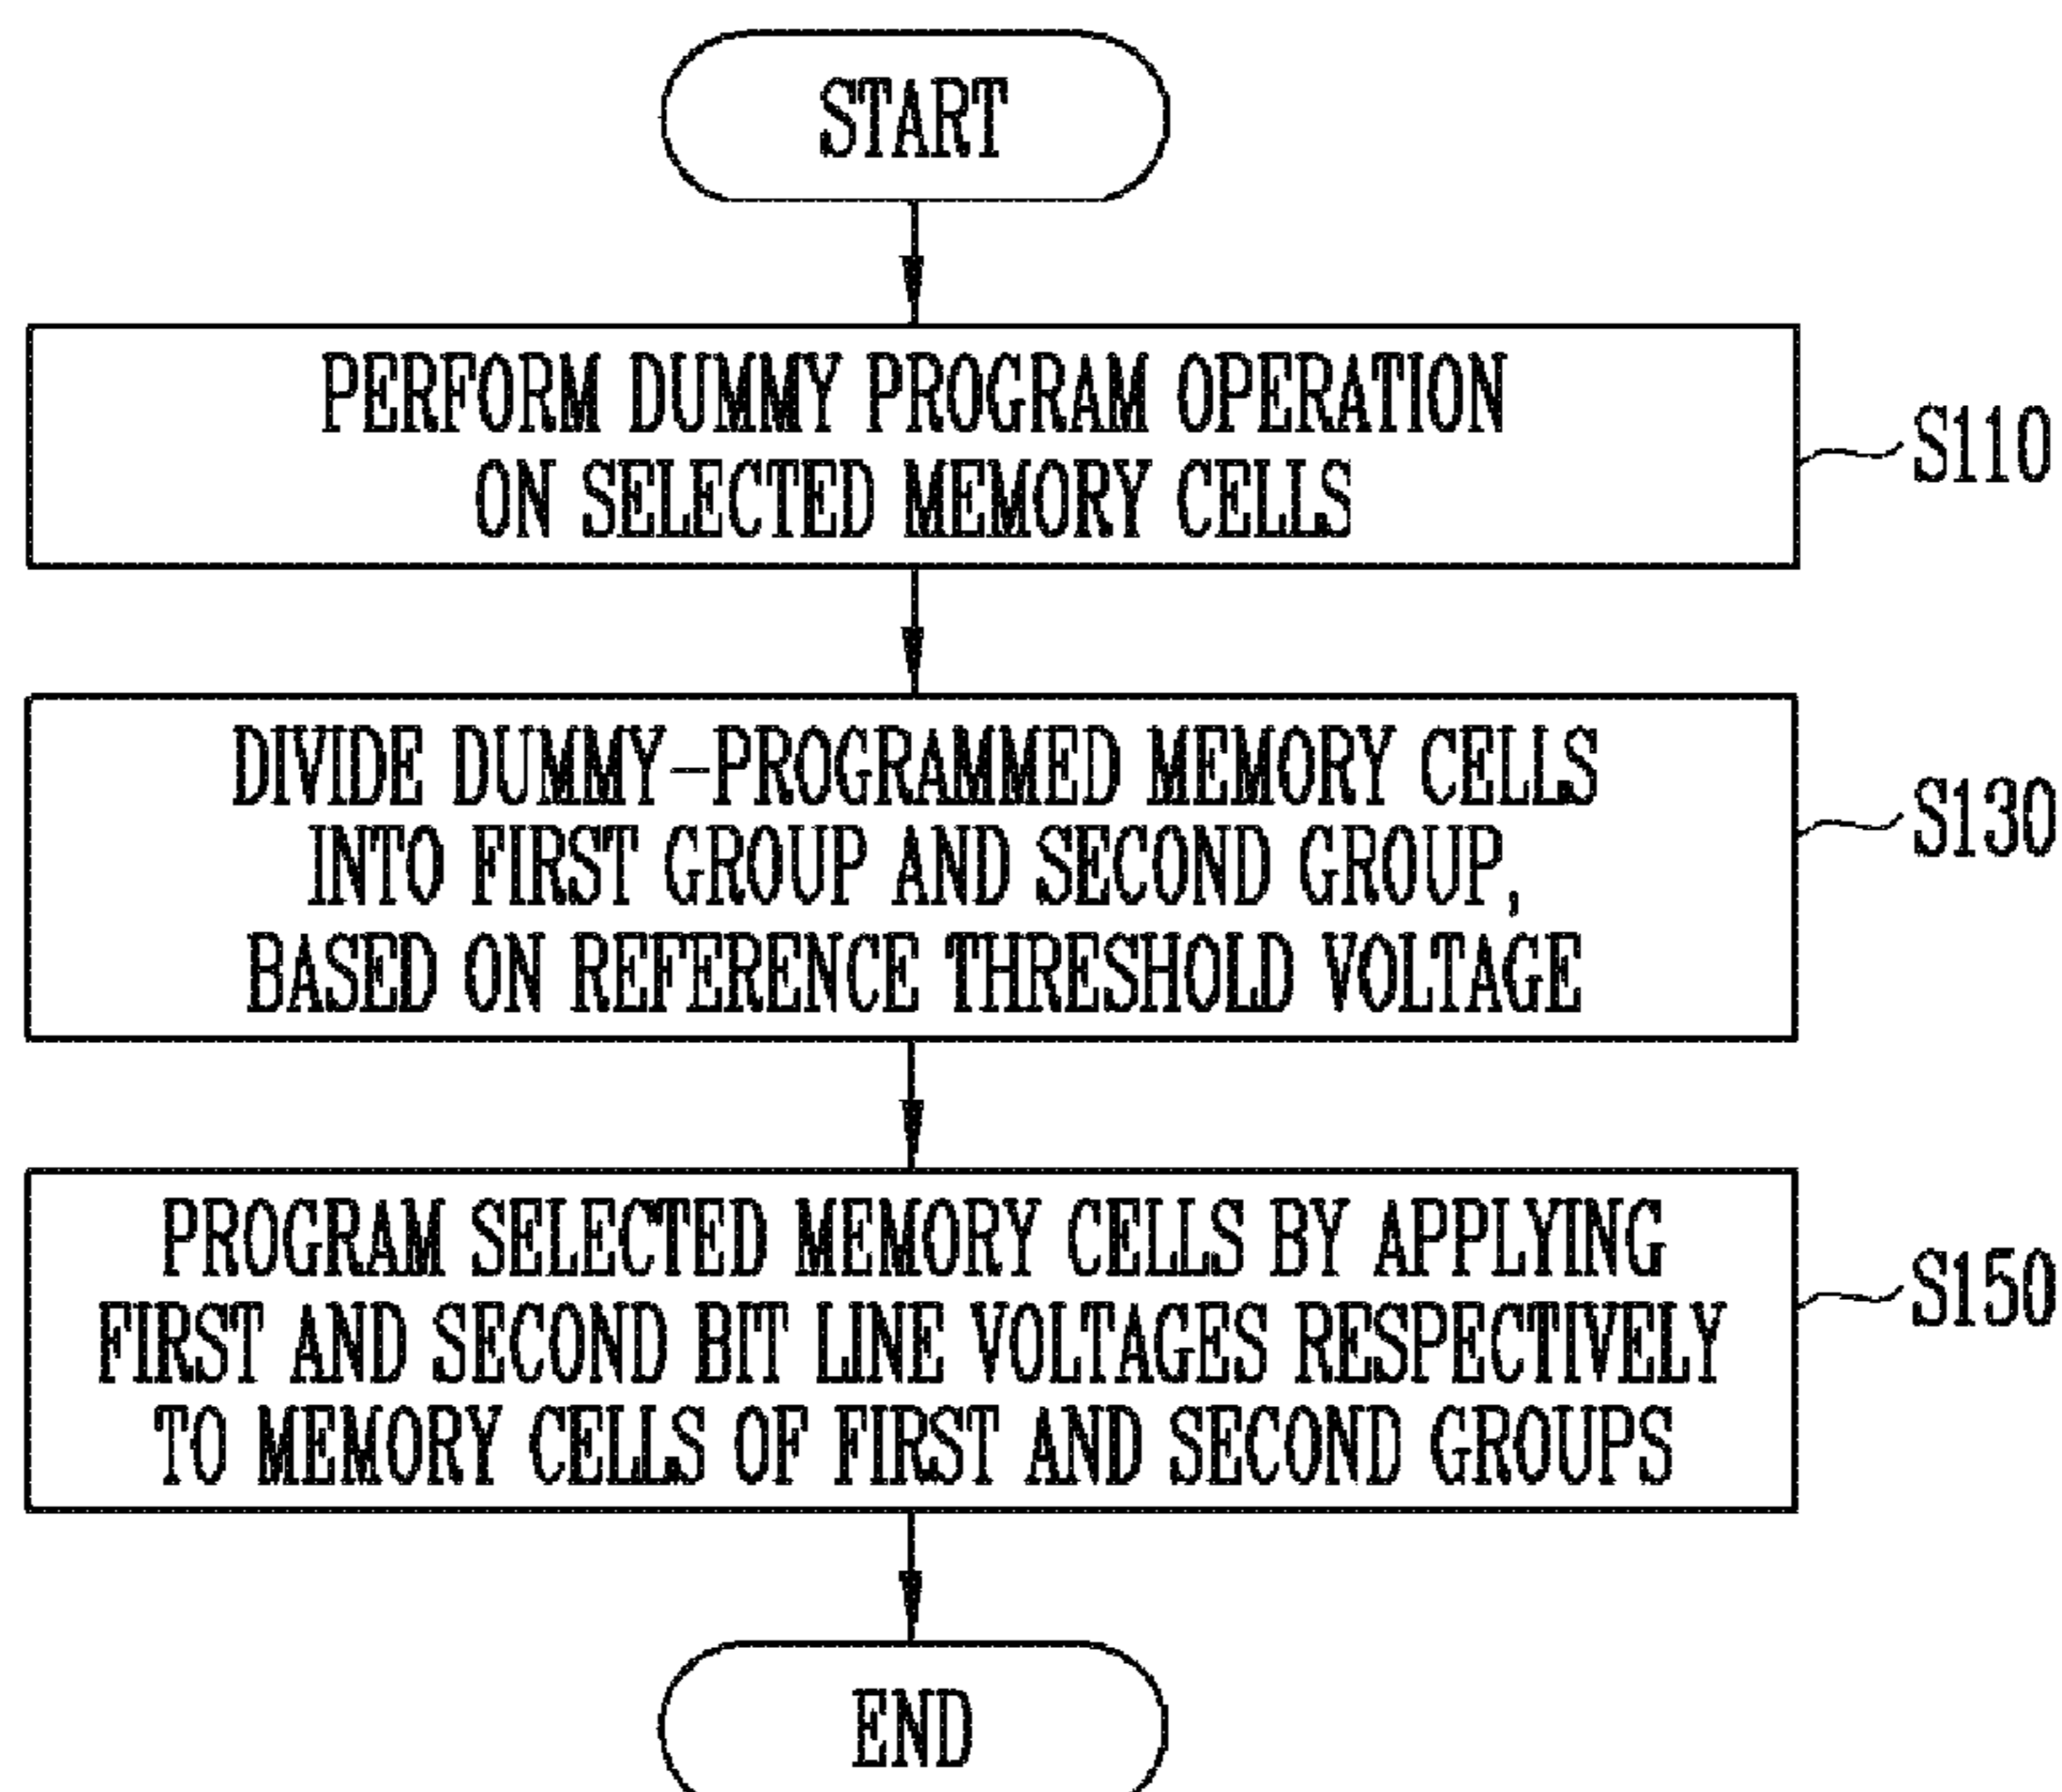 START
PERFORM DUMMY PROGRAM OPERATION
ON SELECTED MEMORY CELLS
S110
DIVIDE DUMMY-PROGRAMMED MEMORY CELLS
INTO FIRST GROUP AND SECOND GROUP,
BASED ON REFERENCE THRESHOLD VOLTAGE
S130
PROGRAM SELECTED MEMORY CELLS BY APPLYING
FIRST AND SECOND BIT LINE VOLTAGES RESPECTIVELY
TO MEMORY CELLS OF FIRST AND SECOND GROUPS
S150
END